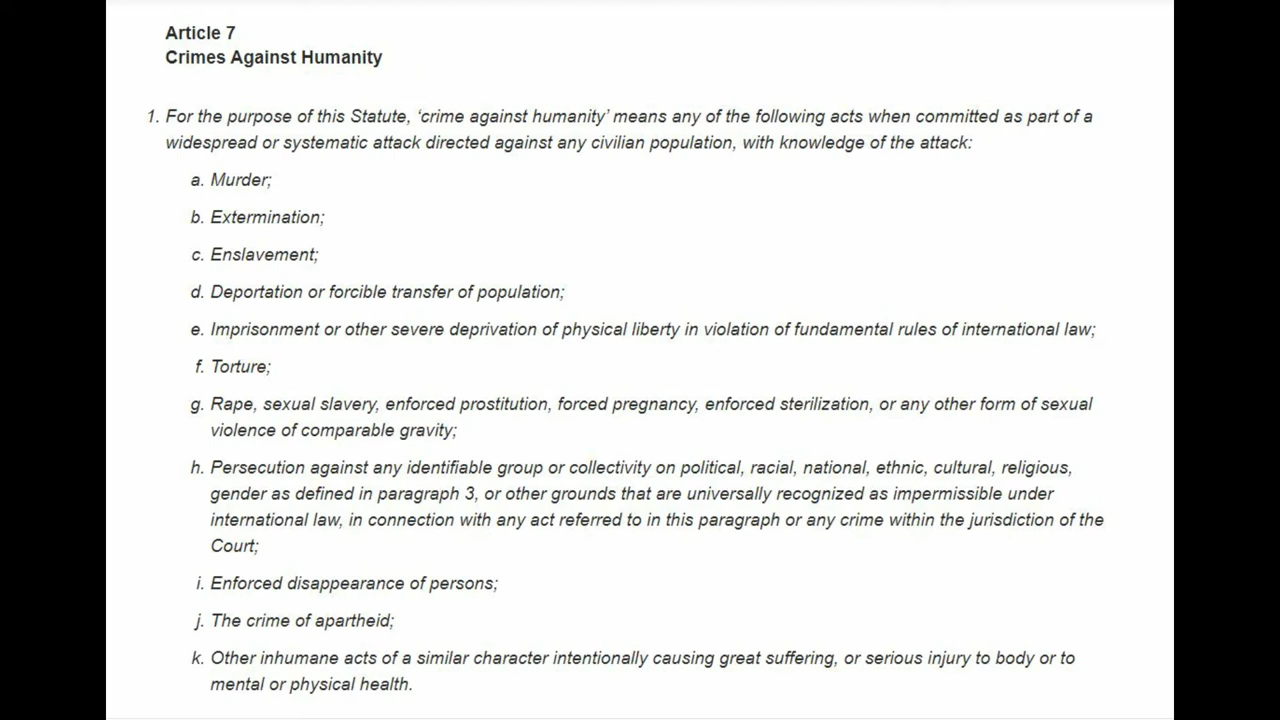 Article 7
Crimes Against Humanity
1. For the purpose of this Statute, ‘crime against humanity’ means any of the following acts when committed as part of a
widespread or systematic attack directed against any civilian population, with knowledge of the attack:
a. Murder;
b. Extermination;
c. Enslavement;
d. Deportation or forcible transfer of population;
e. Imprisonment or other severe deprivation of physical liberty in violation of fundamental rules of international law;
f. Torture;
g. Rape, sexual slavery, enforced prostitution, forced pregnancy, enforced sterilization, or any other form of sexual
violence of comparable gravity;
h. Persecution against any identifiable group or collectivity on political, racial, national, ethnic, cultural, religious,
gender as defined in paragraph 3, or other grounds that are universally recognized as impermissible under
international law, in connection with any act referred to in this paragraph or any crime within the jurisdiction of the
Court;
i. Enforced disappearance of persons;
j. The crime of apartheid;
k. Other inhumane acts of a similar character intentionally causing great suffering, or serious injury to body or to
mental or physical health.